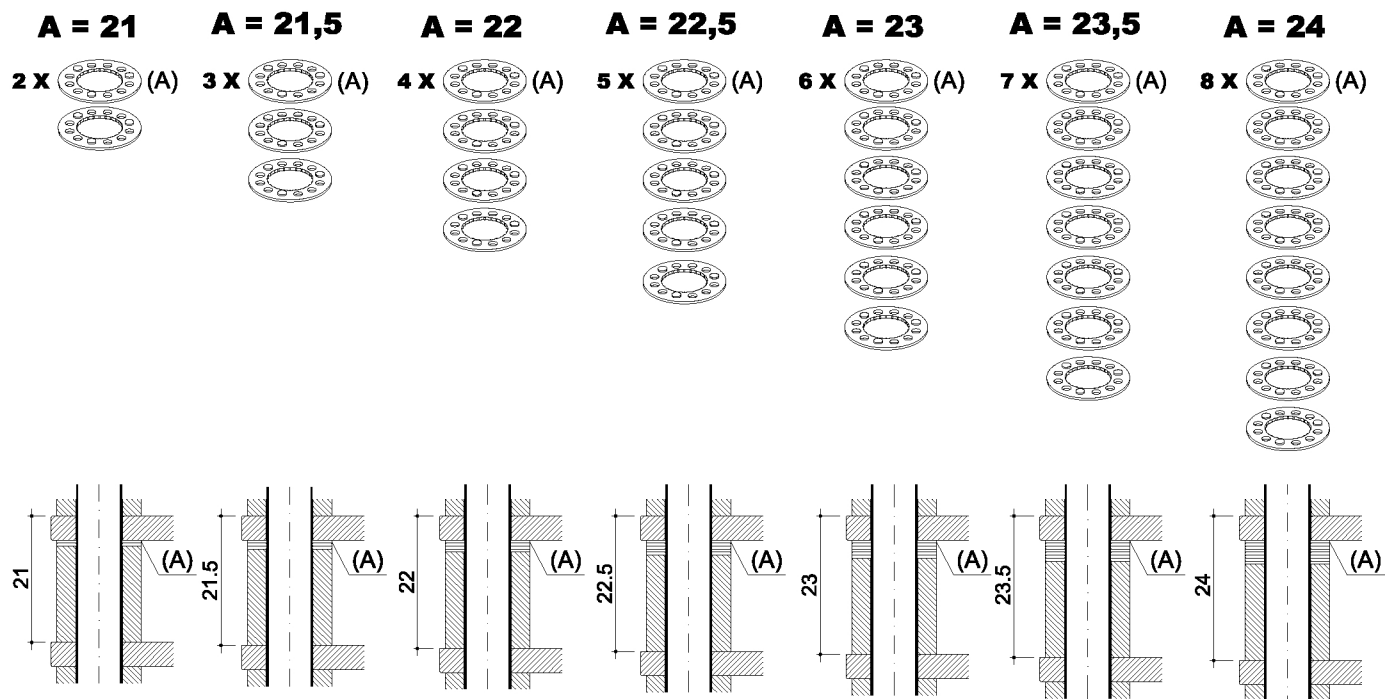 A = 21 A = 21,5 A = 22 A = 22,5 A = 23 A = 23,5 A = 24
2 X (A) 3 X (A) 4 X (A) 5 X (A) 6 X (A) 7 X (A) 8 X (A)
21 (A) 21.5 (A) 22 (A) 22.5 (A) 23 (A) 23.5 (A) 24 (A)